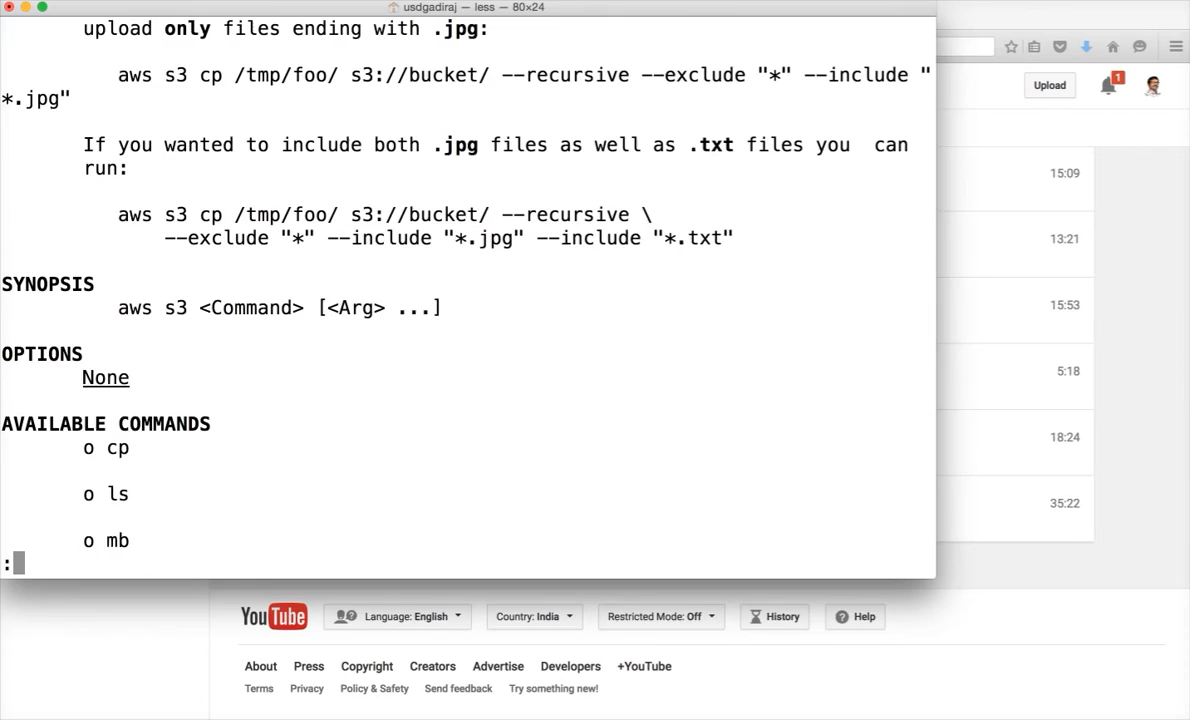 usdgadiraj — less — 80×24
upload only files ending with .jpg:
aws s3 cp /tmp/foo/ s3://bucket/ --recursive --exclude "*" --include "
*.jpg"
If you wanted to include both .jpg files as well as .txt files you  can
run:
aws s3 cp /tmp/foo/ s3://bucket/ --recursive \
--exclude "*" --include "*.jpg" --include "*.txt"
SYNOPSIS
aws s3 <Command> [<Arg> ...]
OPTIONS
None
AVAILABLE COMMANDS
o cp
o ls
o mb
:
Upload
1
15:09
13:21
15:53
5:18
18:24
35:22
YouTube
Language: English
Country: India
Restricted Mode: Off
History
Help
About Press Copyright Creators Advertise Developers +YouTube
Terms Privacy Policy & Safety Send feedback Try something new!